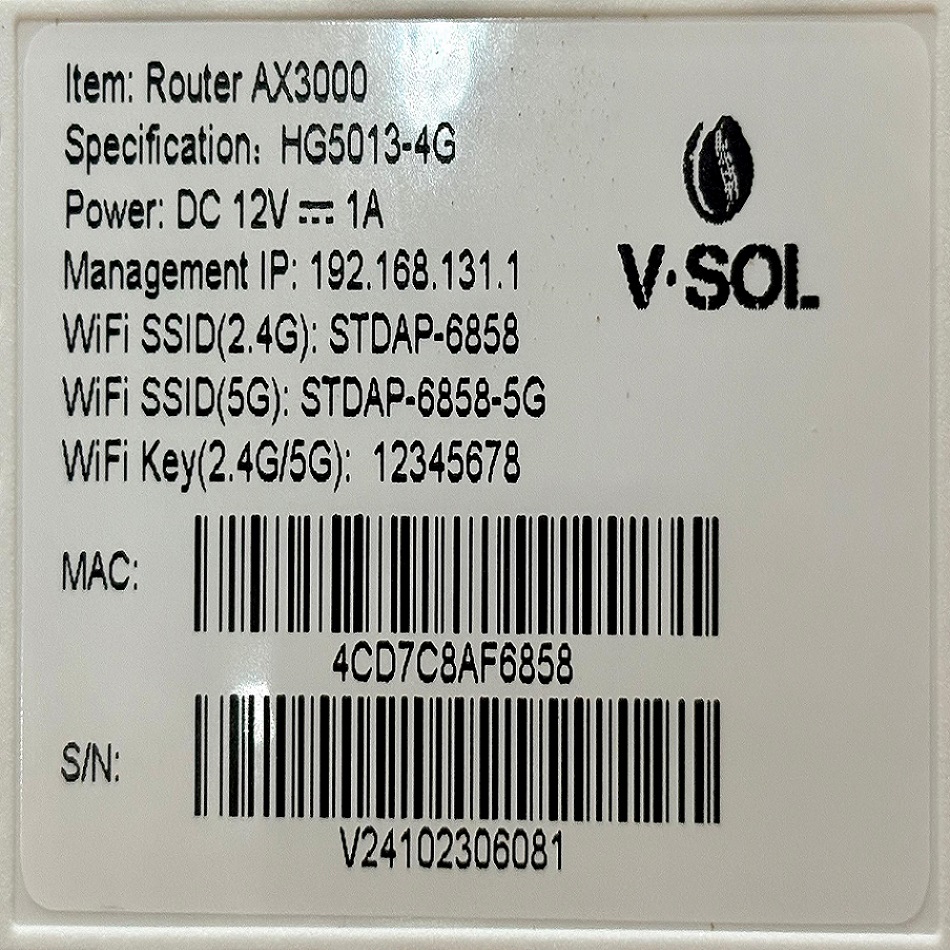 Item: Router AX3000
Specification: HG5013-4G
Power: DC 12V ⎓ 1A
Management IP: 192.168.131.1
WiFi SSID(2.4G): STDAP-6858
WiFi SSID(5G): STDAP-6858-5G
WiFi Key(2.4G/5G): 12345678
V·SOL
MAC:
4CD7C8AF6858
S/N:
V24102306081